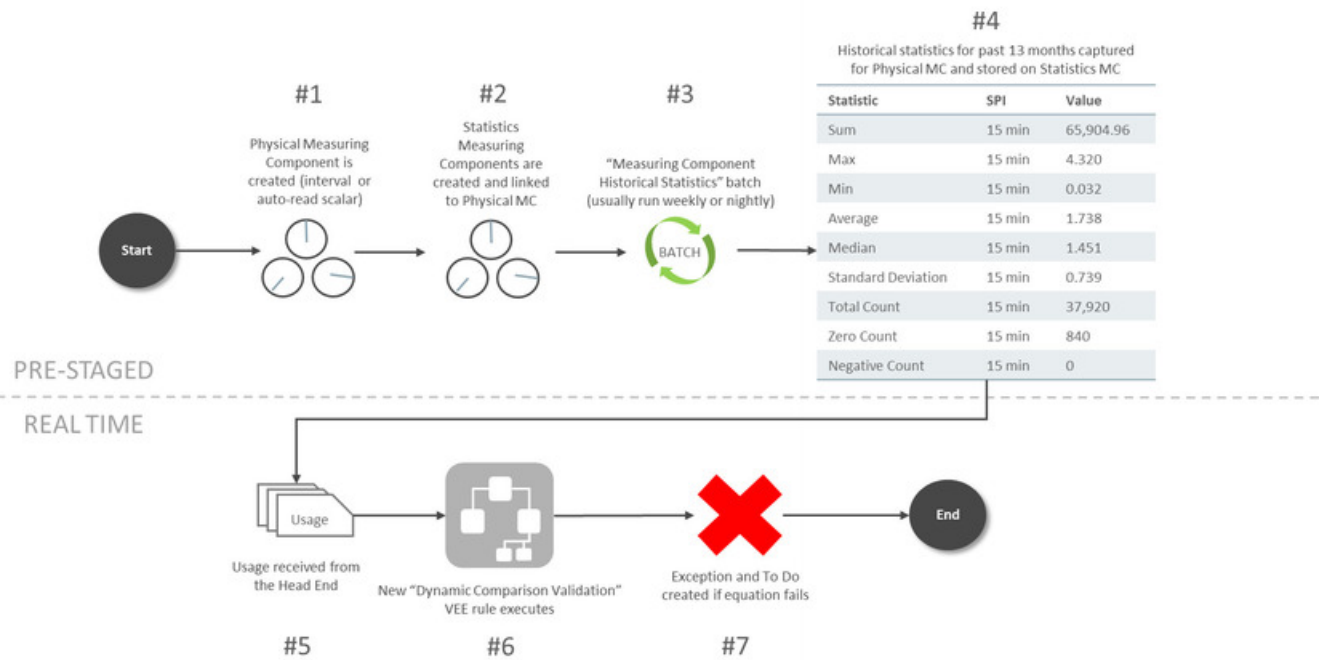 #4
Historical statistics for past 13 months captured
for Physical MC and stored on Statistics MC
#1
#2
#3
Physical Measuring
Component is
created (interval or
auto-read scalar)
Statistics
Measuring
Components are
created and linked
to Physical MC
"Measuring Component
Historical Statistics" batch
(usually run weekly or nightly)
Start
BATCH
Statistic SPI Value
Sum 15 min 65,904.96
Max 15 min 4.320
Min 15 min 0.032
Average 15 min 1.738
Median 15 min 1.451
Standard Deviation 15 min 0.739
Total Count 15 min 37,920
Zero Count 15 min 840
Negative Count 15 min 0
PRE-STAGED
REAL TIME
Usage
End
Usage received from
the Head End
New "Dynamic Comparison Validation"
VEE rule executes
Exception and To Do
created if equation fails
#5
#6
#7